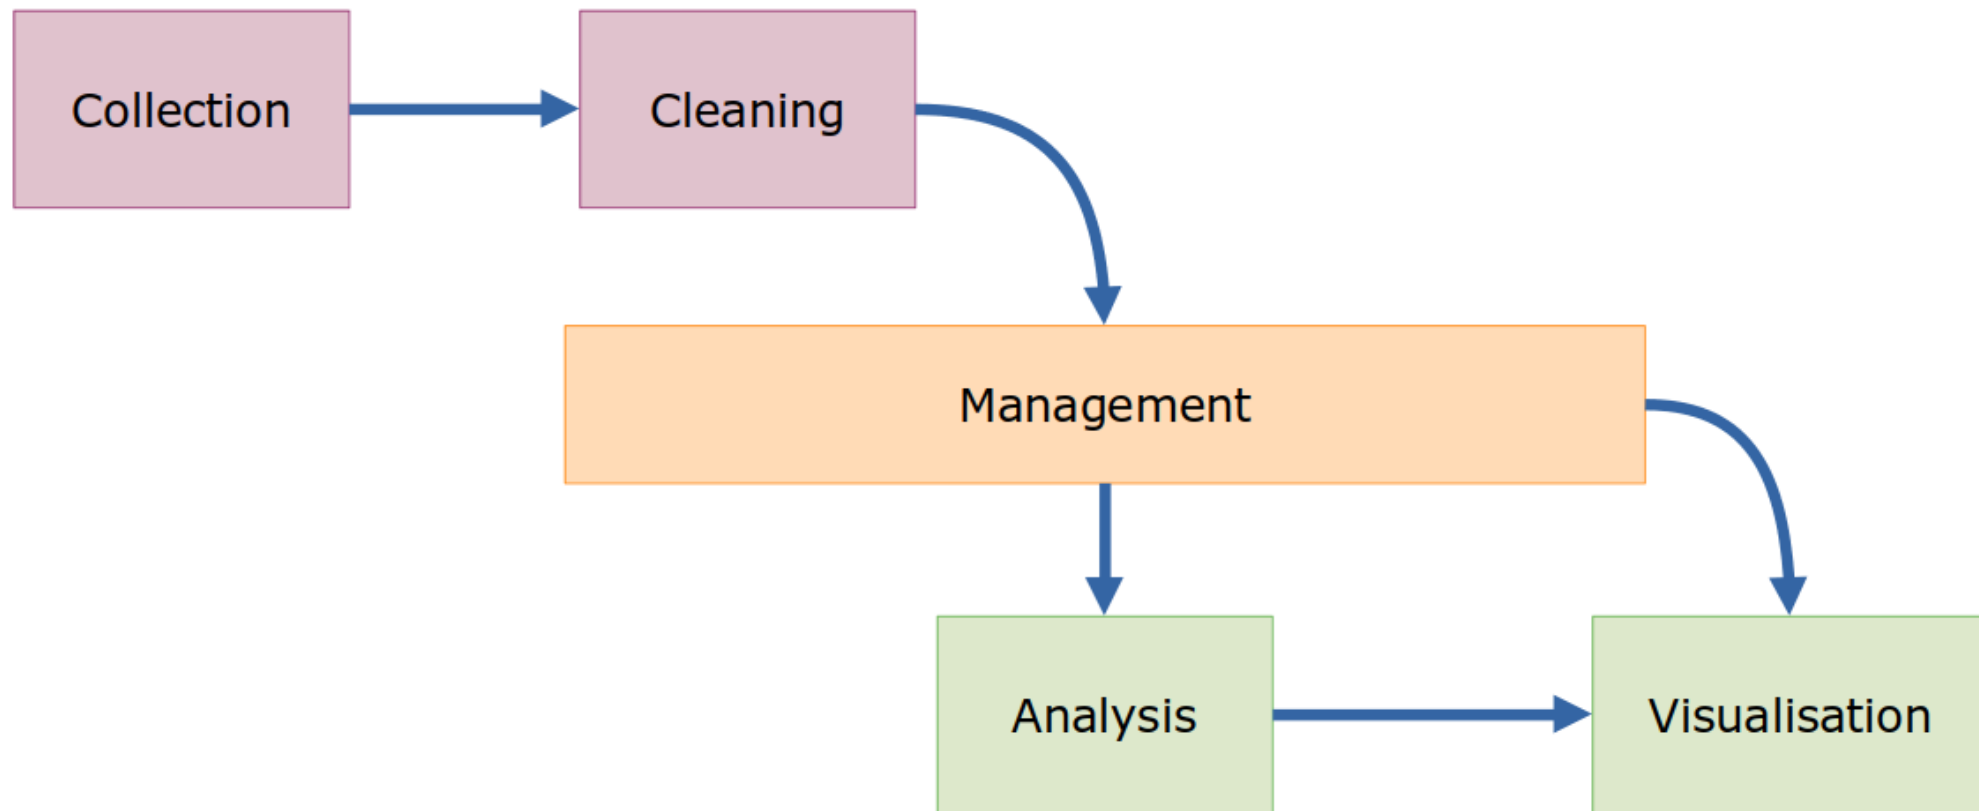 Collection
Cleaning
Management
Analysis
Visualisation